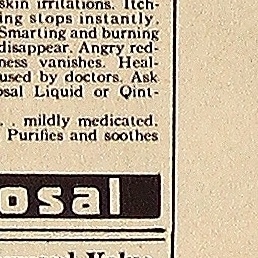 skin irritations. Itch-
ing stops instantly.
Smarting and burning
disappear. Angry red-
ness vanishes. Heal-
used by doctors. Ask
osal Liquid or Qint-
. . mildly medicated.
Purifies and soothes
osal